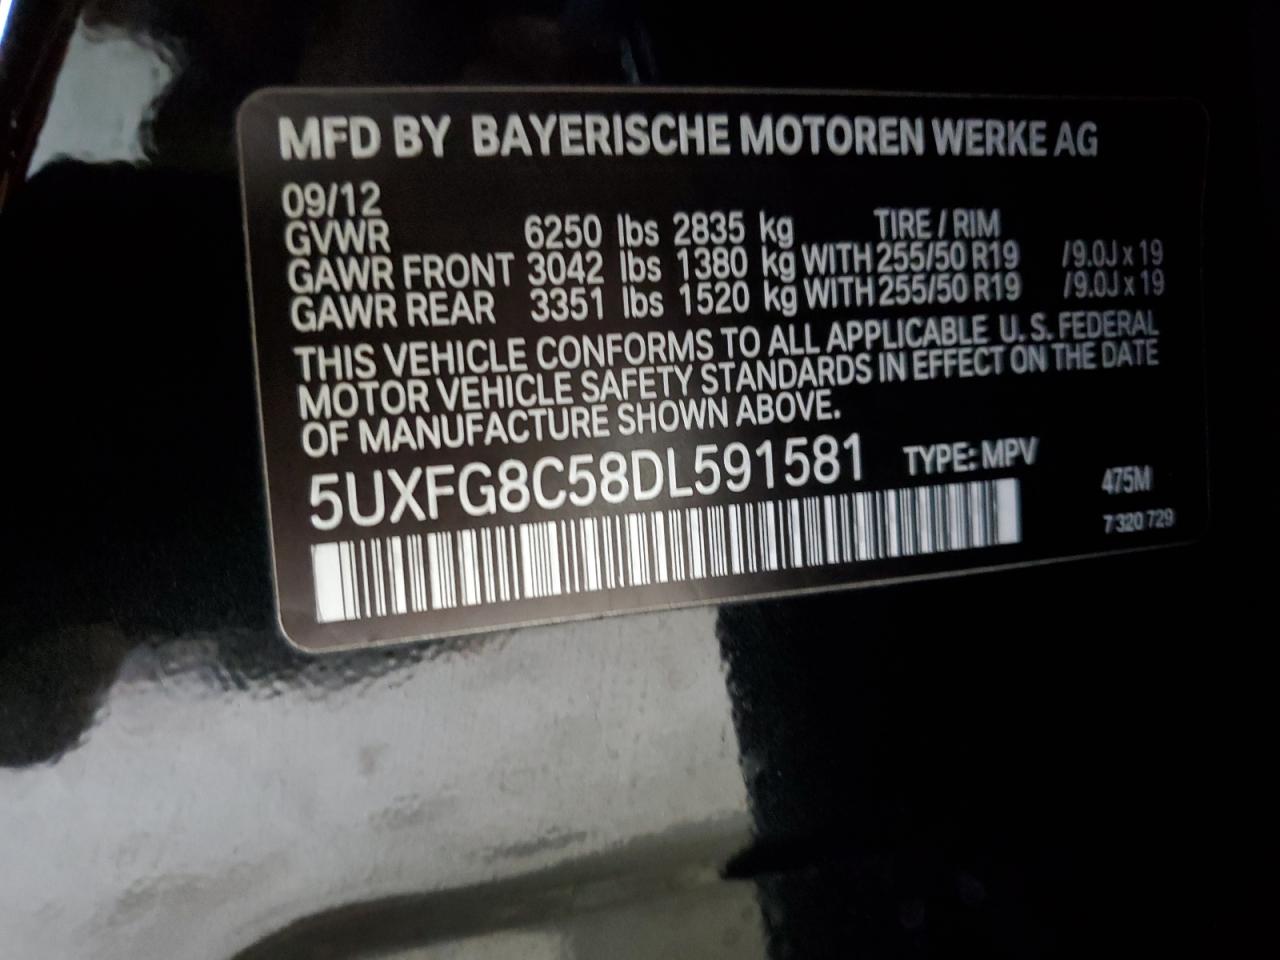 MFD BY BAYERISCHE MOTOREN WERKE AG
09/12
GVWR 6250 lbs 2835 kg TIRE / RIM
GAWR FRONT 3042 lbs 1380 kg WITH 255/50 R19 /9.0J x 19
GAWR REAR 3351 lbs 1520 kg WITH 255/50 R19 /9.0J x 19
THIS VEHICLE CONFORMS TO ALL APPLICABLE U.S. FEDERAL
MOTOR VEHICLE SAFETY STANDARDS IN EFFECT ON THE DATE
OF MANUFACTURE SHOWN ABOVE.
5UXFG8C58DL591581 TYPE: MPV
475M
7 320 729